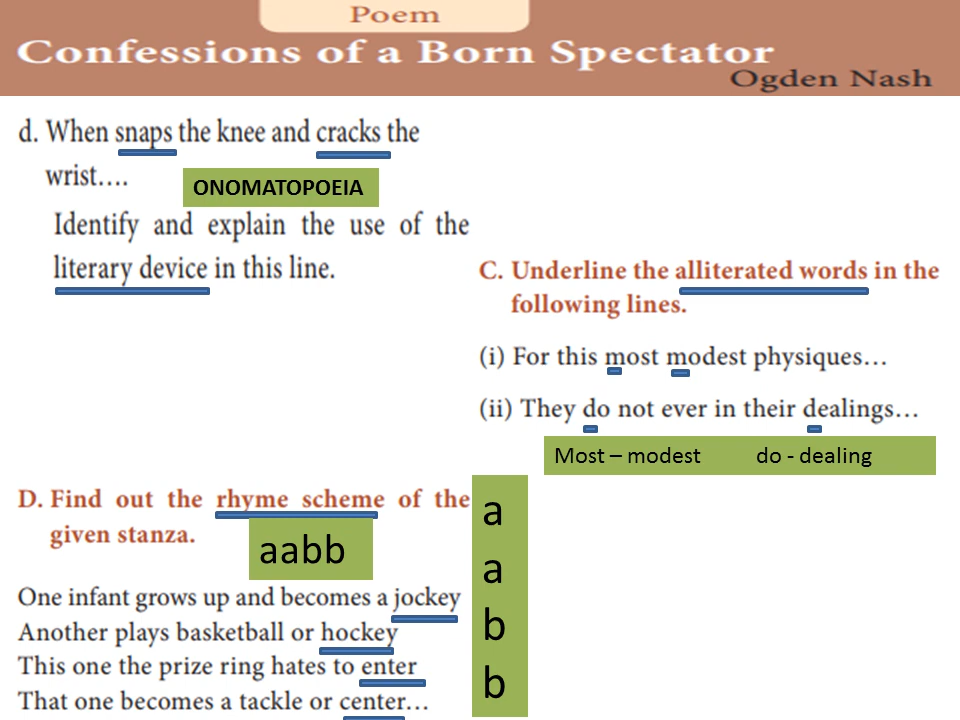 Poem
Confessions of a Born Spectator
Ogden Nash
d. When snaps the knee and cracks the
wrist….
ONOMATOPOEIA
Identify and explain the use of the
literary device in this line.
C. Underline the alliterated words in the
following lines.
(i) For this most modest physiques…
(ii) They do not ever in their dealings…
Most – modest do - dealing
D. Find out the rhyme scheme of the
given stanza.
aabb
One infant grows up and becomes a jockey
Another plays basketball or hockey
This one the prize ring hates to enter
That one becomes a tackle or center…
a
a
b
b